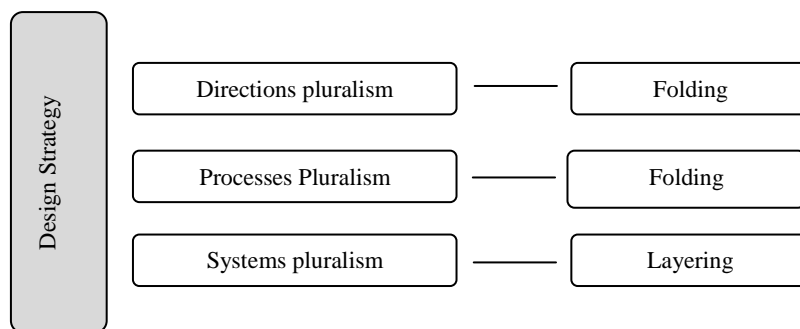 Design Strategy
Directions pluralism
Folding
Processes Pluralism
Folding
Systems pluralism
Layering